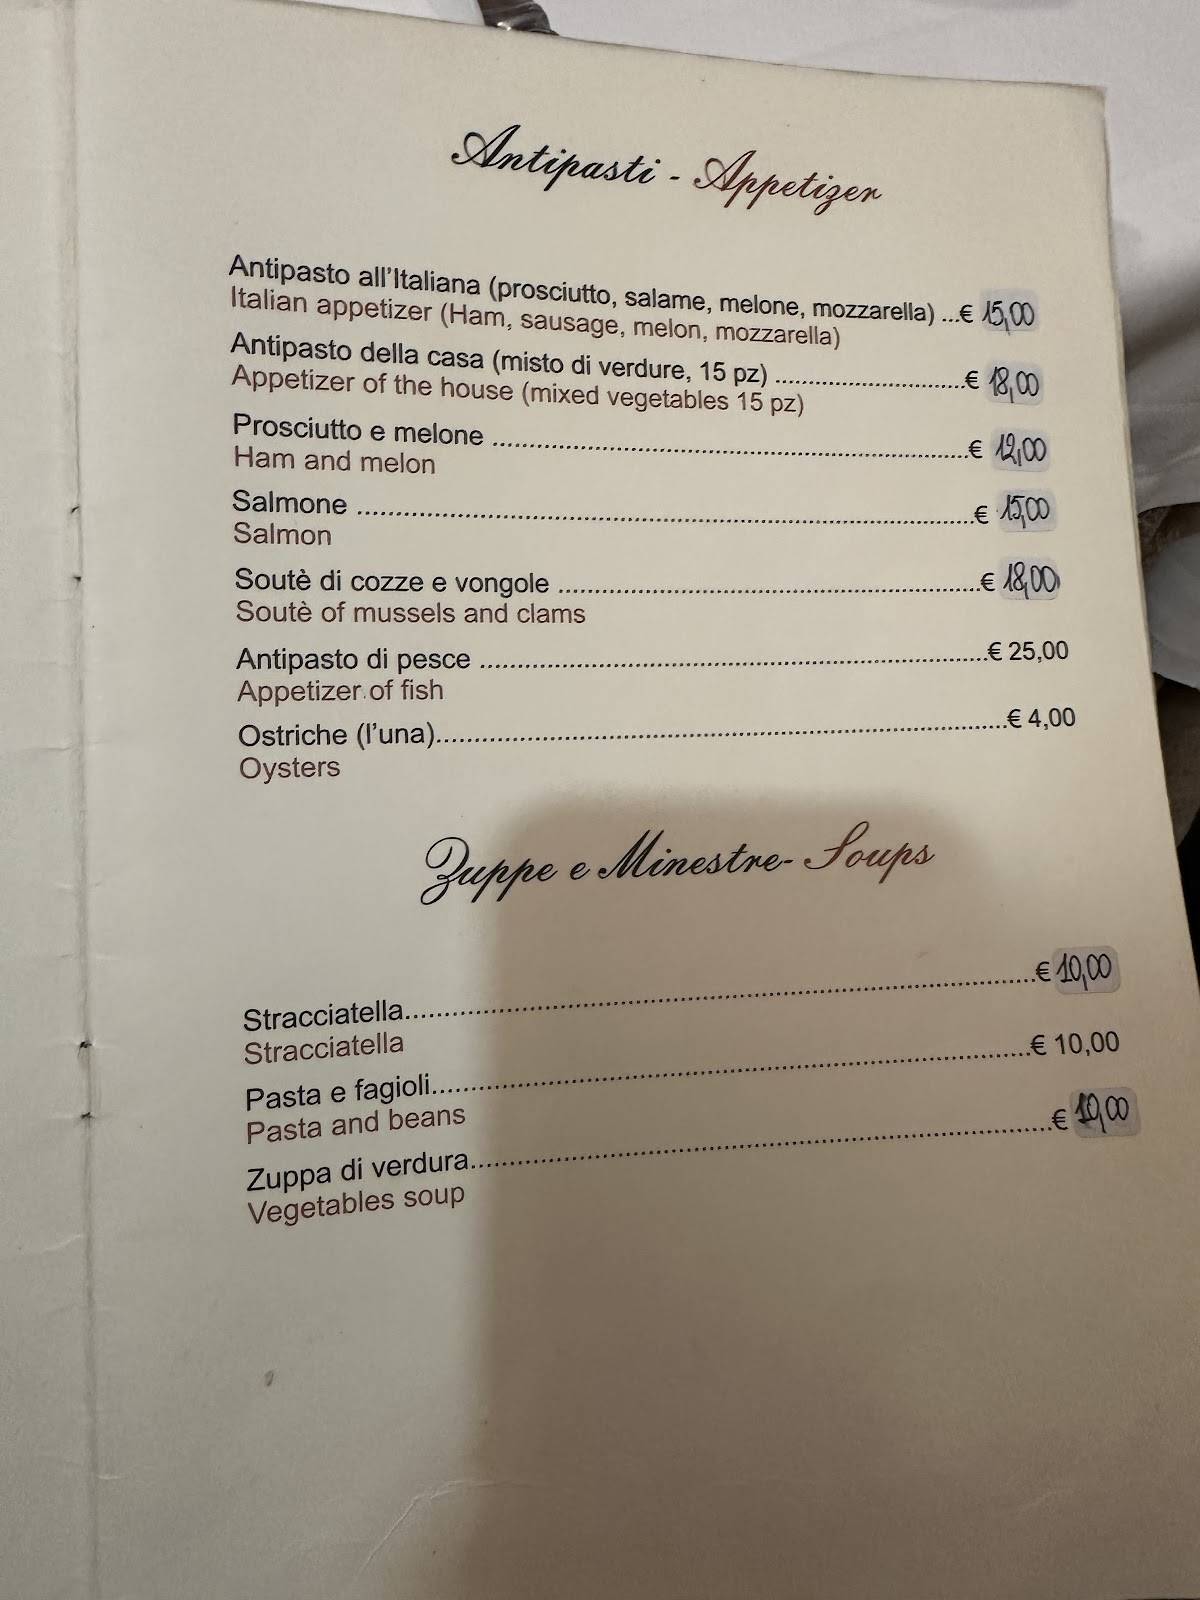 Antipasti - Appetizer
Antipasto all'Italiana (prosciutto, salame, melone, mozzarella) ...€ 15,00
Italian appetizer (Ham, sausage, melon, mozzarella)
Antipasto della casa (misto di verdure, 15 pz) ............................€ 18,00
Appetizer of the house (mixed vegetables 15 pz)
Prosciutto e melone ............................................................€ 12,00
Ham and melon
Salmone ................................................................................€ 15,00
Salmon
Soutè di cozze e vongole ......................................................€ 18,00
Soutè of mussels and clams
Antipasto di pesce .................................................................€ 25,00
Appetizer of fish
Ostriche (l'una).........................................................................€ 4,00
Oysters
Zuppe e Minestre- Soups
Stracciatella................................................................................€ 10,00
Stracciatella
Pasta e fagioli............................................................................€ 10,00
Pasta and beans
Zuppa di verdura.........................................................................€ 10,00
Vegetables soup